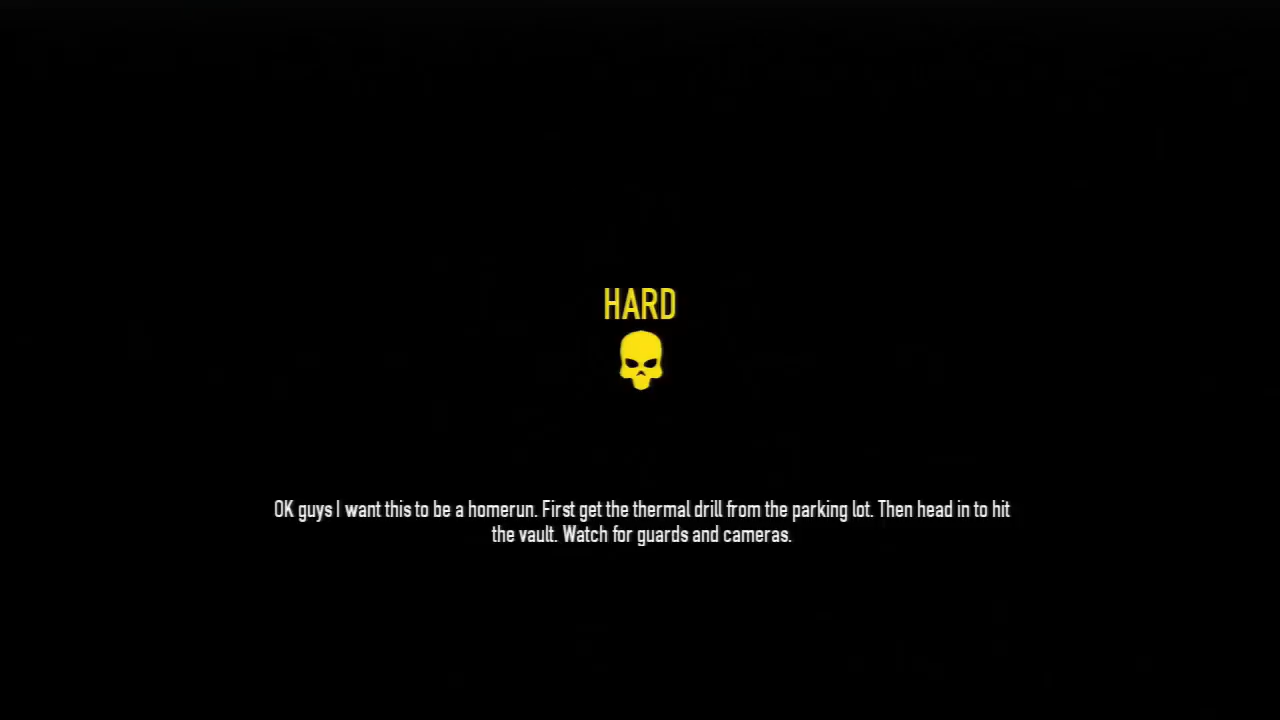 HARD
OK guys I want this to be a homerun. First get the thermal drill from the parking lot. Then head in to hit
the vault. Watch for guards and cameras.